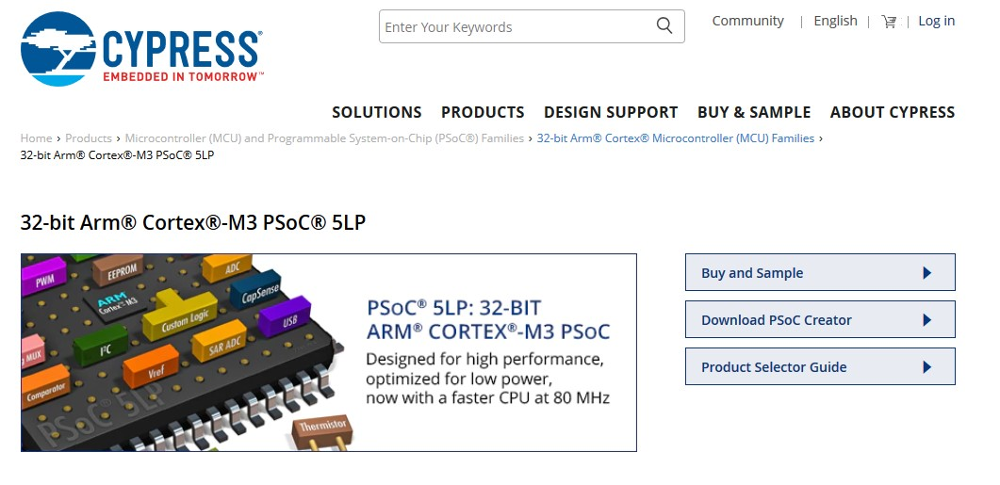 CYPRESS®
EMBEDDED IN TOMORROW™
Enter Your Keywords
Community | English | | Log in
SOLUTIONS PRODUCTS DESIGN SUPPORT BUY & SAMPLE ABOUT CYPRESS
Home › Products › Microcontroller (MCU) and Programmable System-on-Chip (PSoC®) Families › 32-bit Arm® Cortex® Microcontroller (MCU) Families ›
32-bit Arm® Cortex®-M3 PSoC® 5LP
32-bit Arm® Cortex®-M3 PSoC® 5LP
PWM
EEPROM
ADC
ARM
Cortex-M3
CapSense
Custom Logic
USB
MUX
I²C
SAR ADC
Vref
Comparator
PSoC 5LP
Thermistor
PSoC® 5LP: 32-BIT
ARM® CORTEX®-M3 PSoC
Designed for high performance,
optimized for low power,
now with a faster CPU at 80 MHz
Buy and Sample
Download PSoC Creator
Product Selector Guide